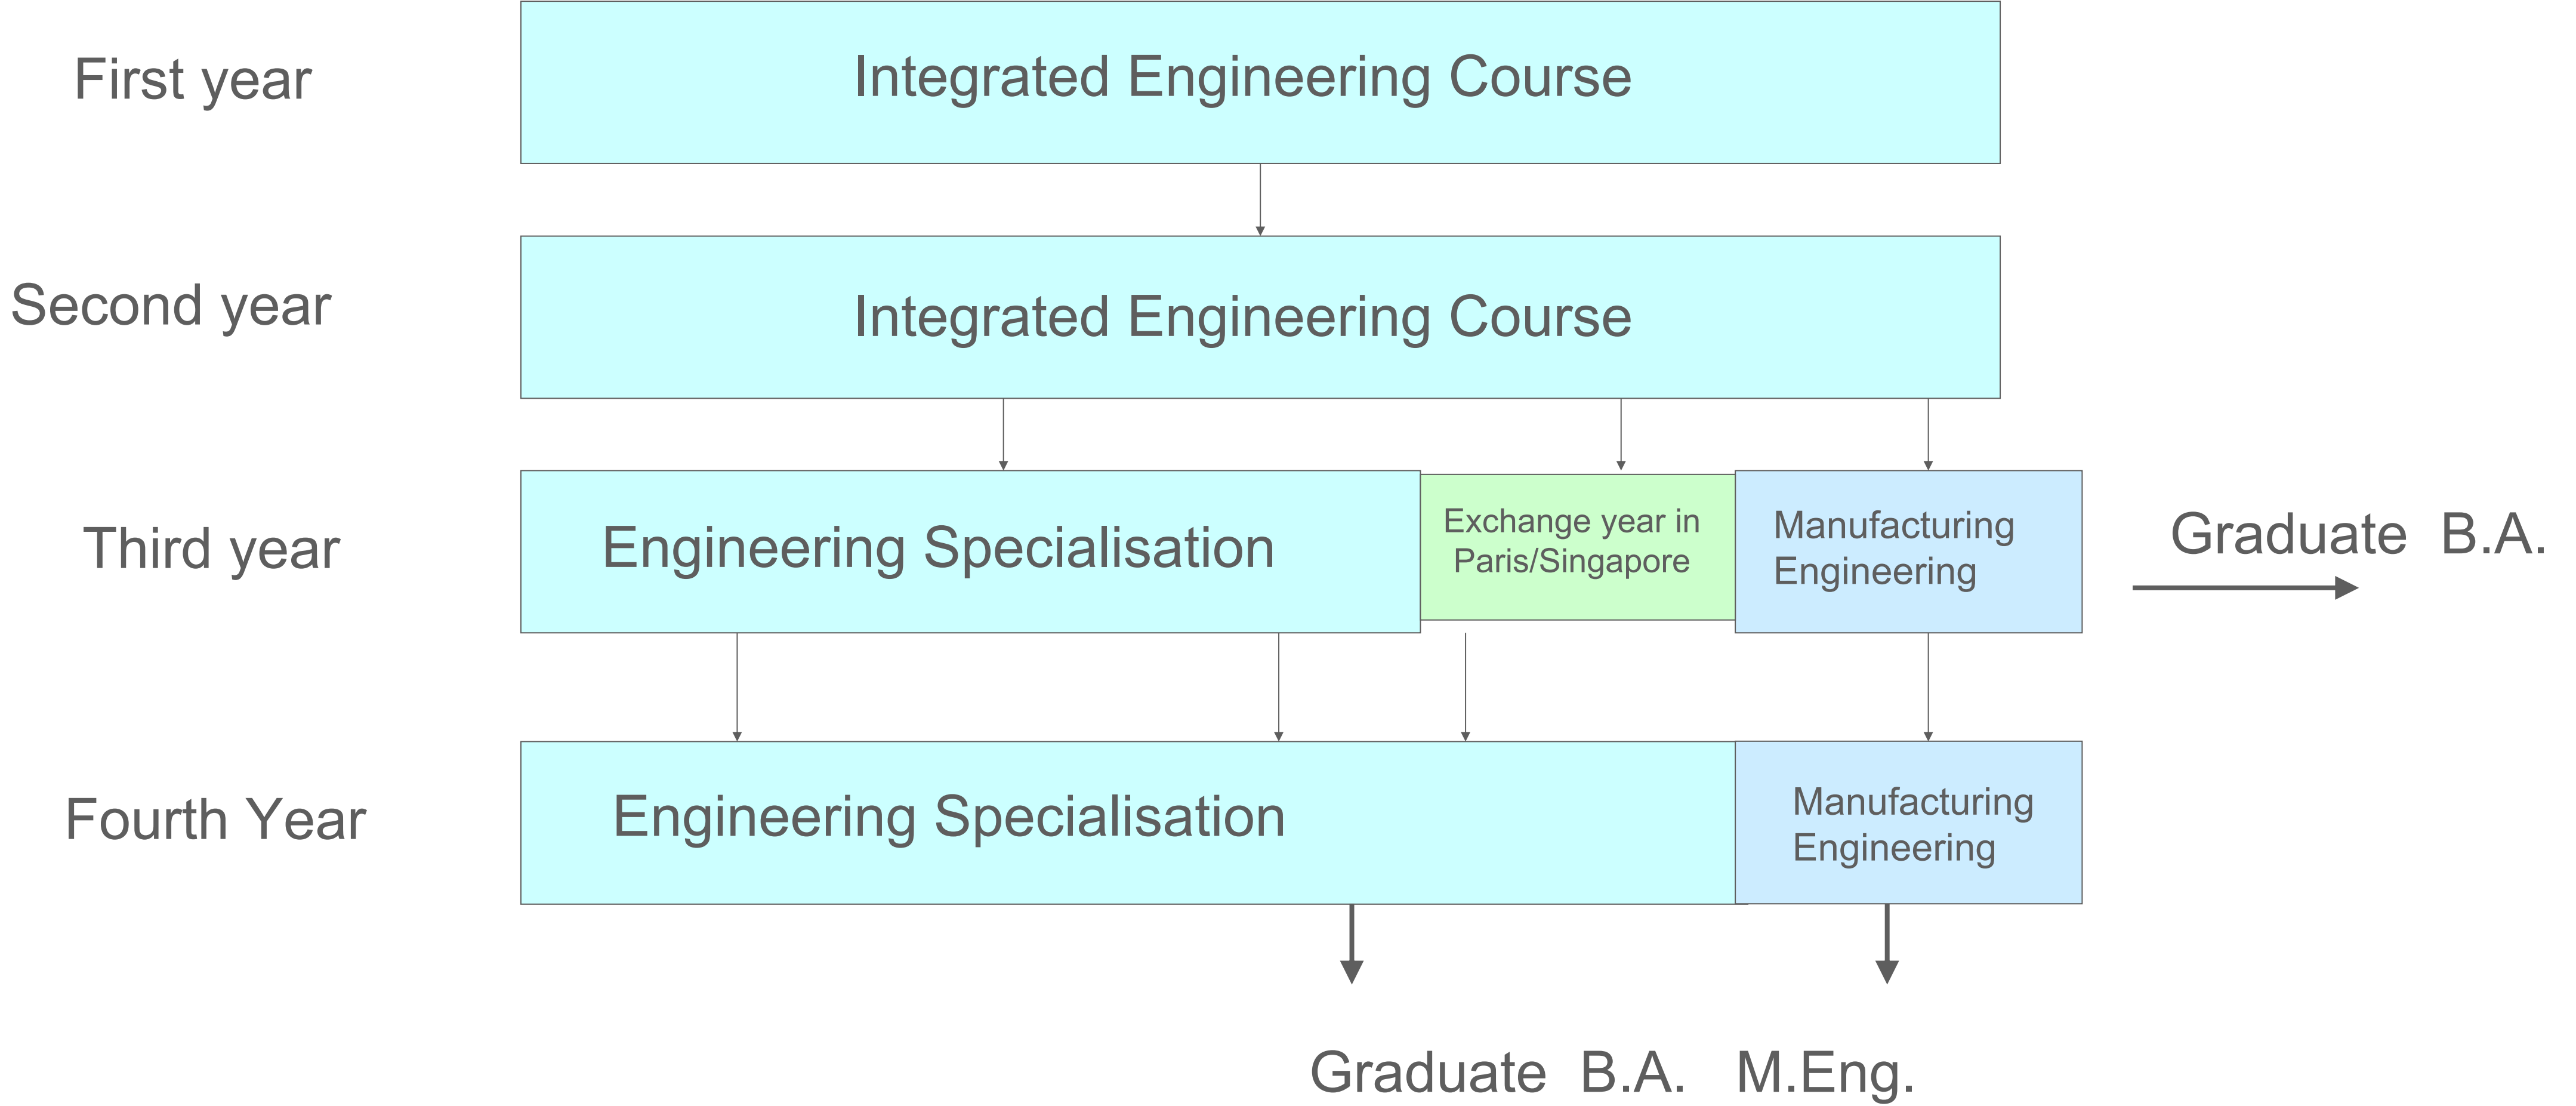 First year
Integrated Engineering Course
Second year
Integrated Engineering Course
Third year
Engineering Specialisation
Exchange year in
Paris/Singapore
Manufacturing
Engineering
Graduate B.A.
Fourth Year
Engineering Specialisation
Manufacturing
Engineering
Graduate B.A. M.Eng.